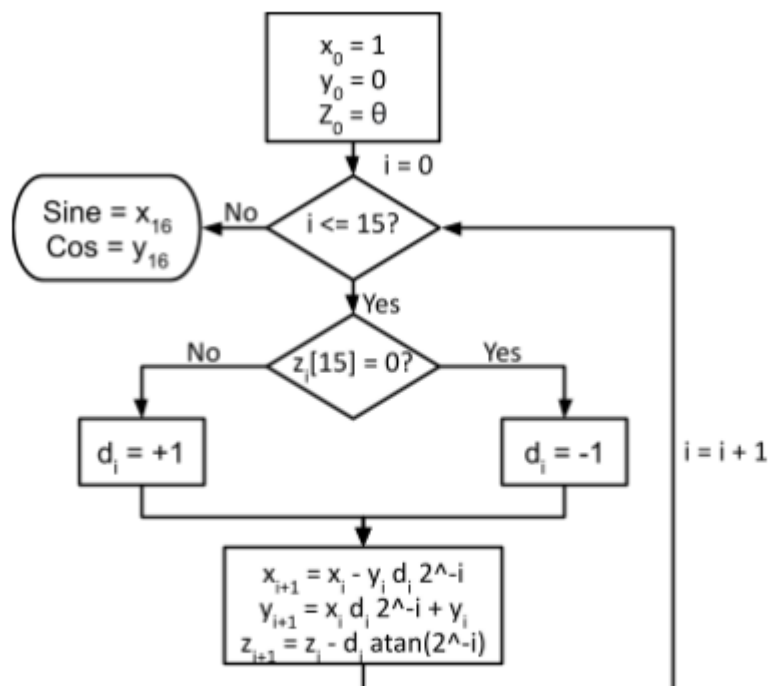 x₀ = 1
y₀ = 0
Z₀ = θ
i = 0
i <= 15?
No
Sine = x₁₆
Cos = y₁₆
Yes
zᵢ[15] = 0?
No
Yes
dᵢ = +1
dᵢ = -1
i = i + 1
xᵢ₊₁ = xᵢ - yᵢ dᵢ 2^-i
yᵢ₊₁ = xᵢ dᵢ 2^-i + yᵢ
zᵢ₊₁ = zᵢ - dᵢ atan(2^-i)